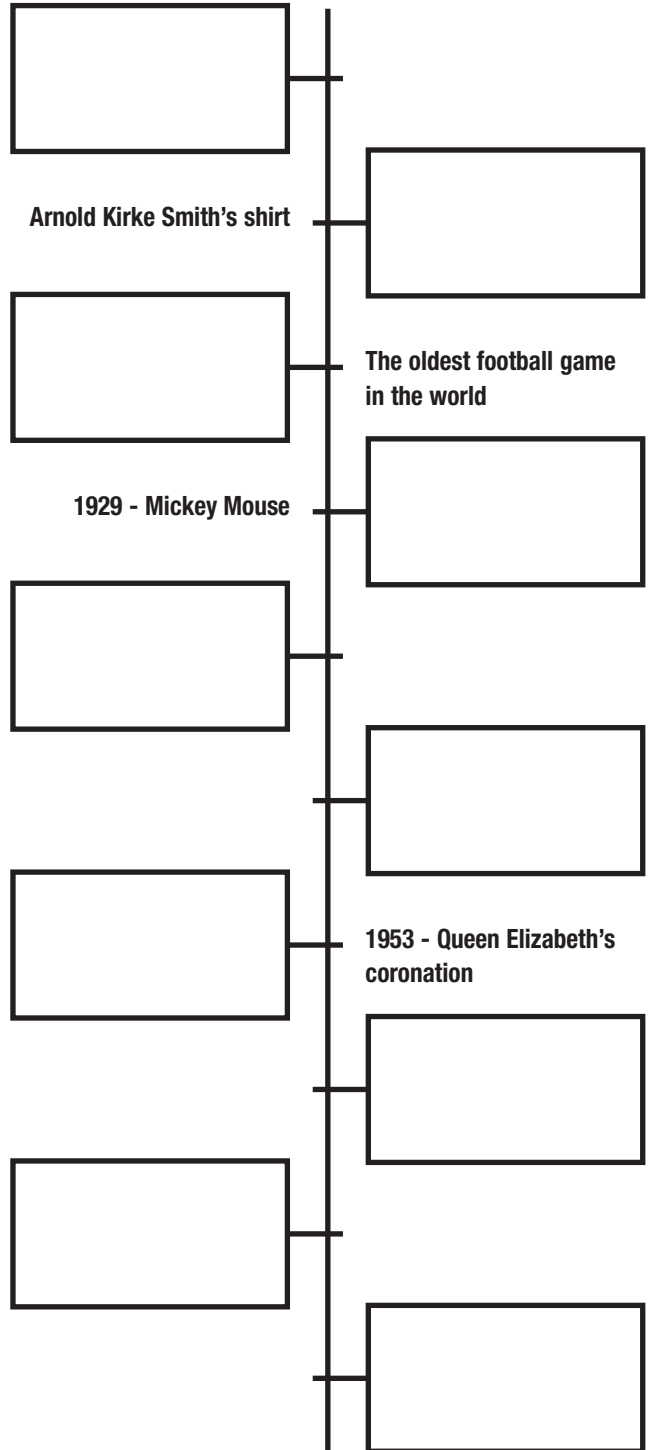 Arnold Kirke Smith’s shirt
The oldest football game
in the world
1929 - Mickey Mouse
1953 - Queen Elizabeth’s
coronation